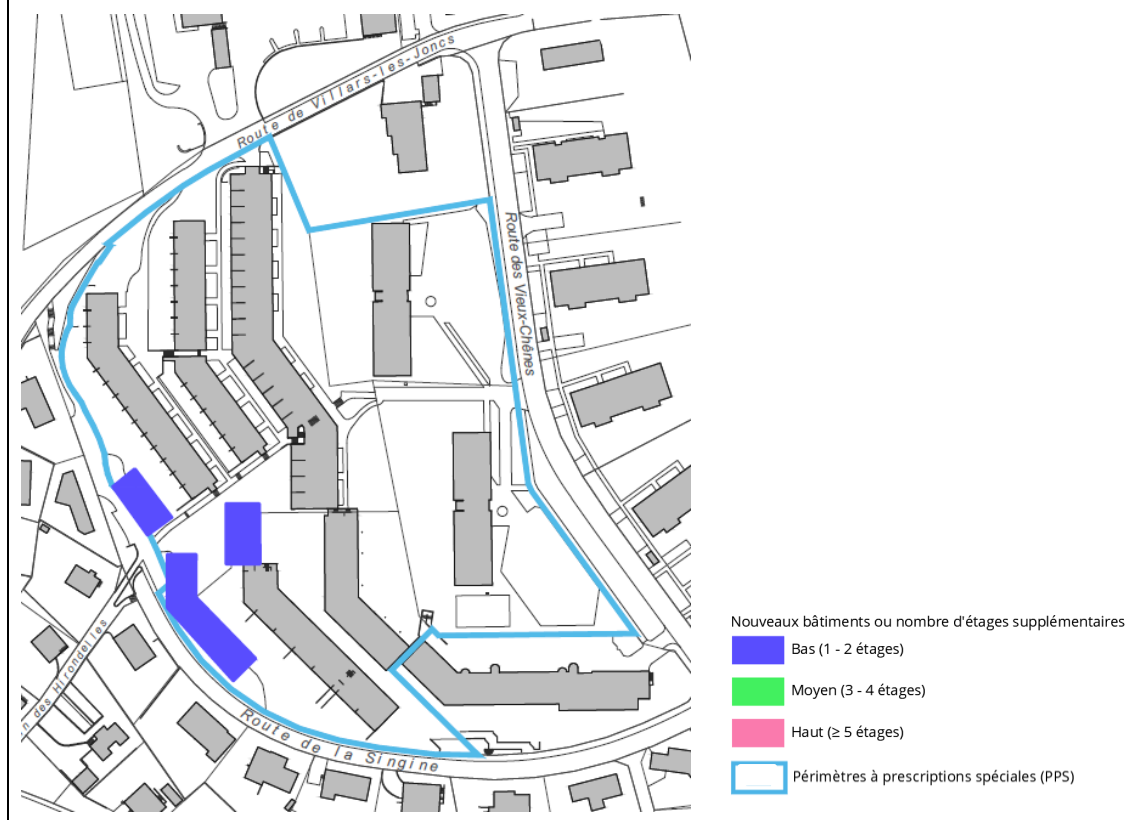 Route de Villars-les-Joncs
Route des Vieux-Chênes
n des Hirondelles
Route de la Singine
Nouveaux bâtiments ou nombre d'étages supplémentaires
Bas (1 - 2 étages)
Moyen (3 - 4 étages)
Haut (≥ 5 étages)
Périmètres à prescriptions spéciales (PPS)